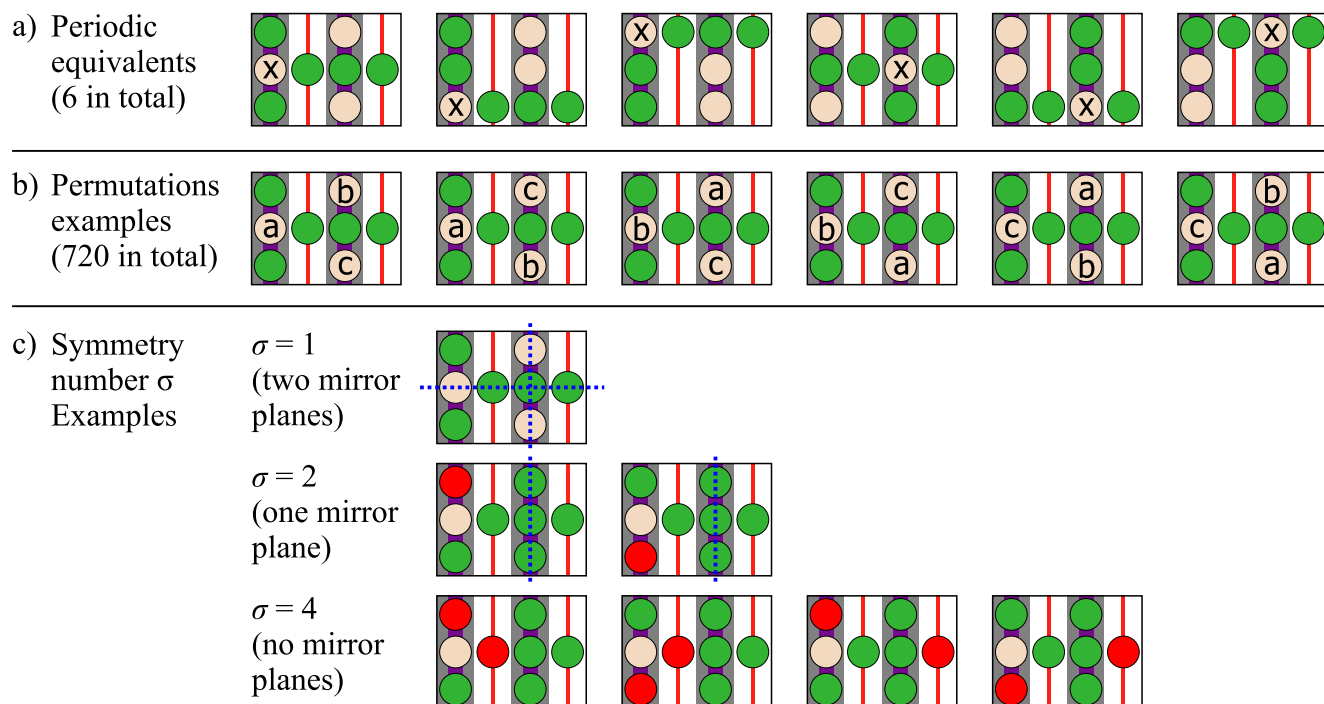 a) Periodic
equivalents
(6 in total)
x x x x x x
b) Permutations
examples
(720 in total)
b c a c a b
a a b b c c
c b c a b a
c) Symmetry
number σ
Examples
σ = 1
(two mirror
planes)
σ = 2
(one mirror
plane)
σ = 4
(no mirror
planes)